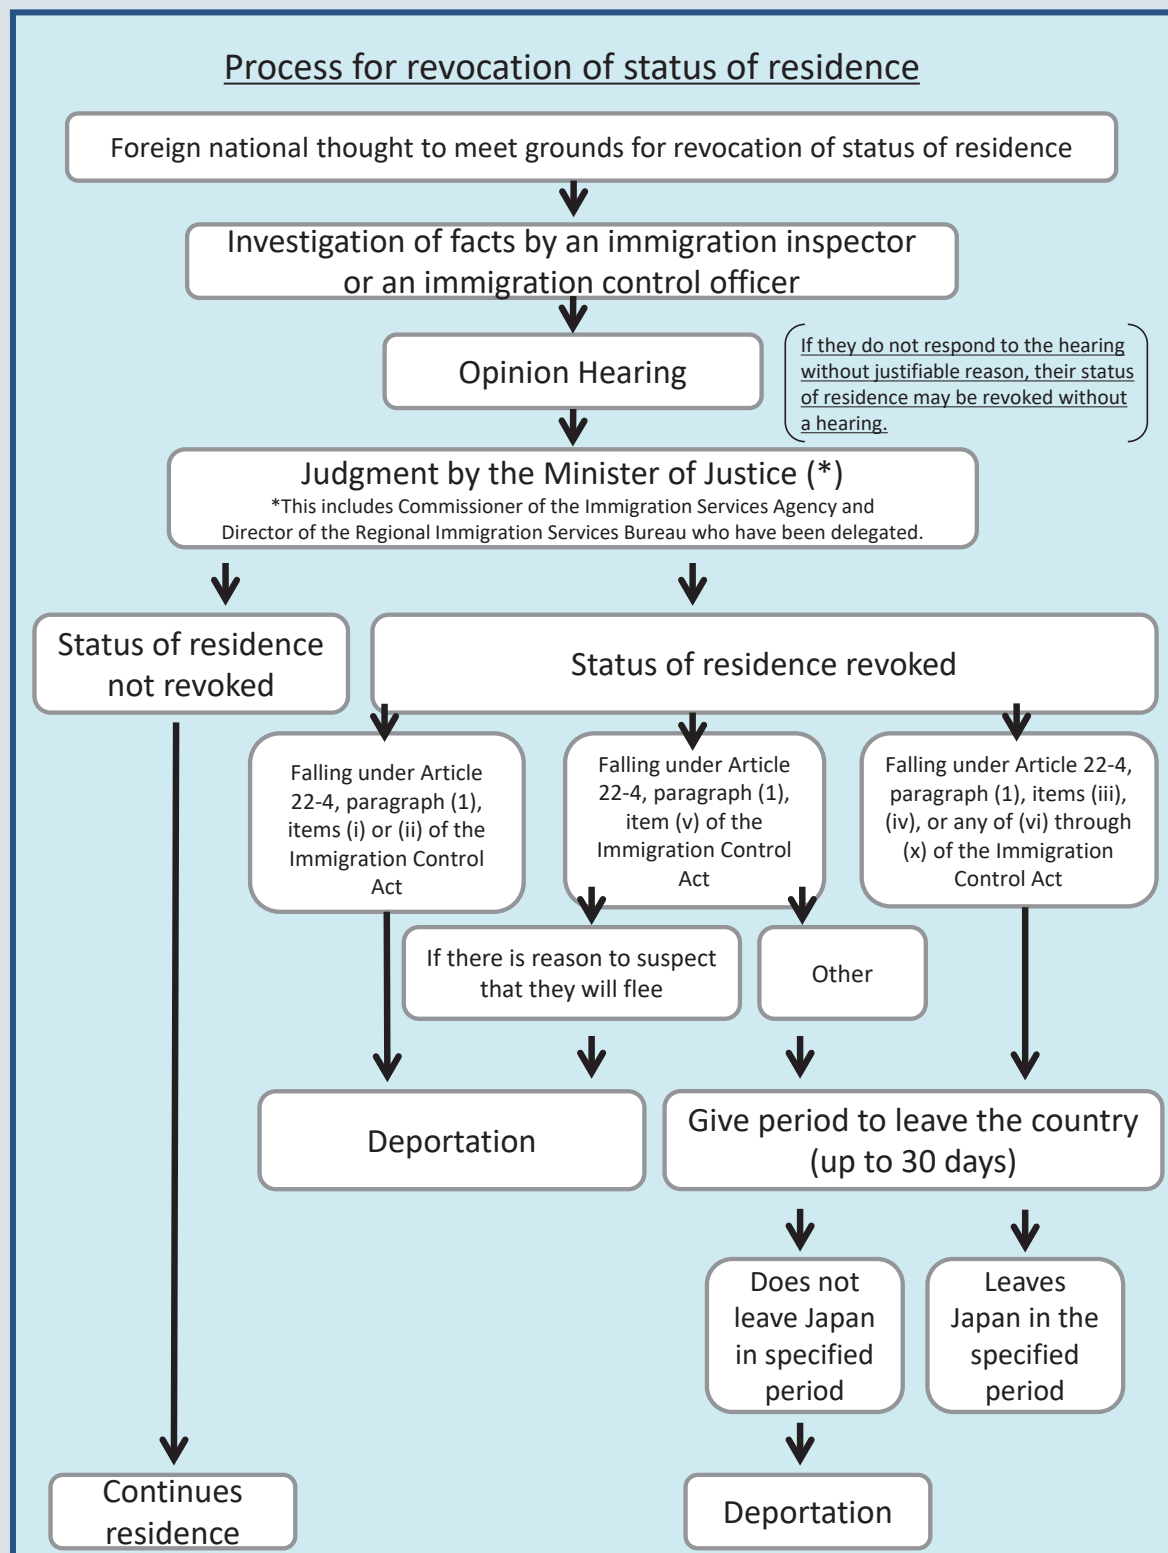 Process for revocation of status of residence
Foreign national thought to meet grounds for revocation of status of residence
Investigation of facts by an immigration inspector
or an immigration control officer
Opinion Hearing
If they do not respond to the hearing
without justifiable reason, their status
of residence may be revoked without
a hearing.
Judgment by the Minister of Justice (*)
*This includes Commissioner of the Immigration Services Agency and
Director of the Regional Immigration Services Bureau who have been delegated.
Status of residence
not revoked
Status of residence revoked
Falling under Article
22-4, paragraph (1),
items (i) or (ii) of the
Immigration Control
Act
Falling under Article
22-4, paragraph (1),
item (v) of the
Immigration Control
Act
Falling under Article 22-4,
paragraph (1), items (iii),
(iv), or any of (vi) through
(x) of the Immigration
Control Act
If there is reason to suspect
that they will flee
Other
Deportation
Give period to leave the country
(up to 30 days)
Does not
leave Japan
in specified
period
Leaves
Japan in the
specified
period
Continues
residence
Deportation